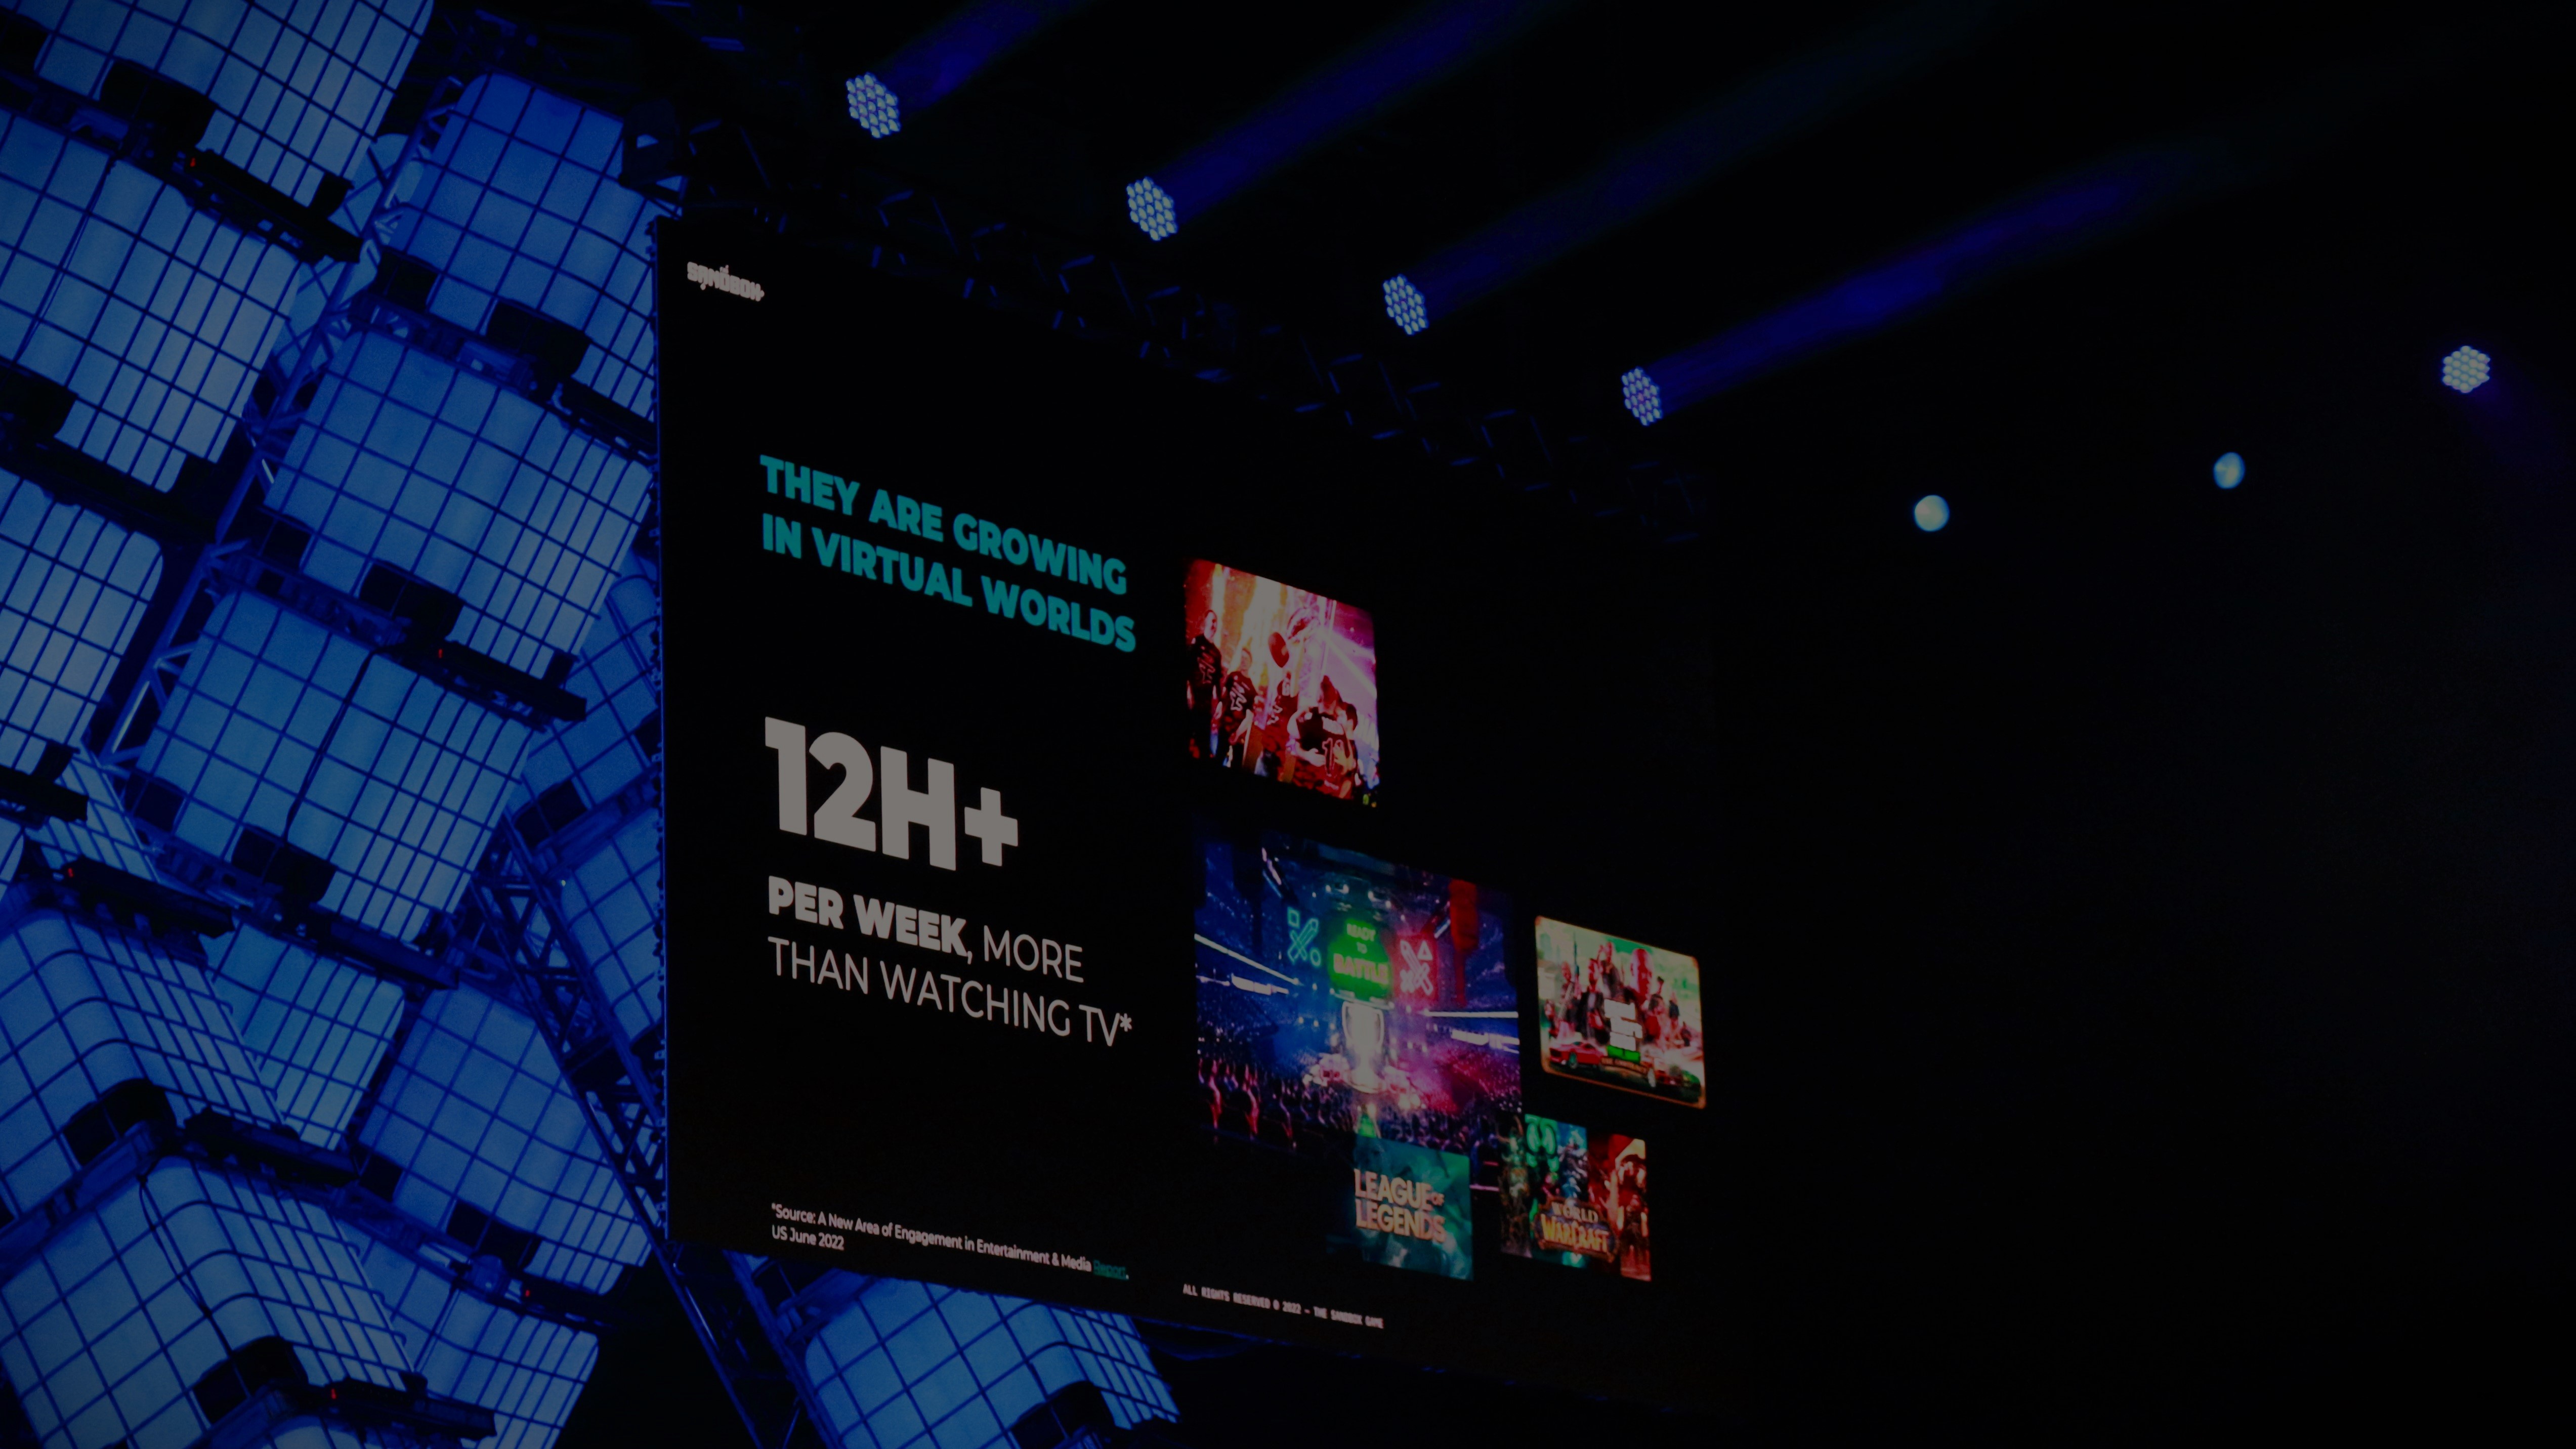 THE SANDBOX
THEY ARE GROWING
IN VIRTUAL WORLDS
12H+
PER WEEK, MORE
THAN WATCHING TV*
READY
TO
BATTLE
LEAGUE OF
LEGENDS
WORLD
WARCRAFT
*Source: A New Area of Engagement in Entertainment & Media Report,
US June 2022
ALL RIGHTS RESERVED © 2022 – THE SANDBOX GAME